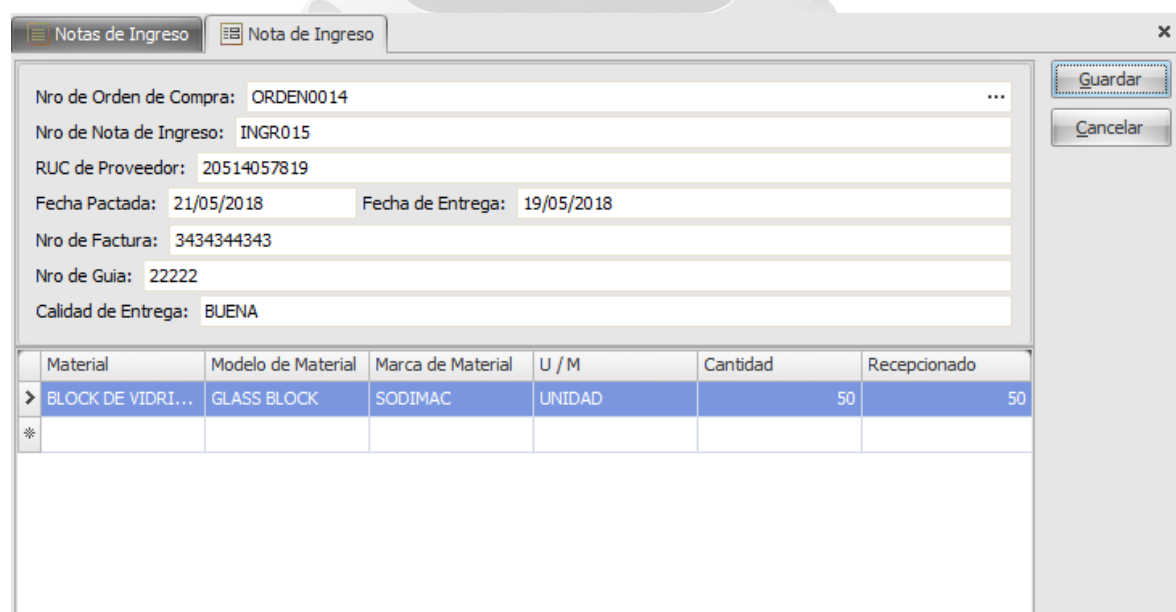 Notas de Ingreso Nota de Ingreso
Guardar
Nro de Orden de Compra: ORDEN0014 ...
Cancelar
Nro de Nota de Ingreso: INGR015
RUC de Proveedor: 20514057819
Fecha Pactada: 21/05/2018 Fecha de Entrega: 19/05/2018
Nro de Factura: 3434344343
Nro de Guia: 22222
Calidad de Entrega: BUENA
Material Modelo de Material Marca de Material U / M Cantidad Recepcionado
BLOCK DE VIDRI... GLASS BLOCK SODIMAC UNIDAD 50 50